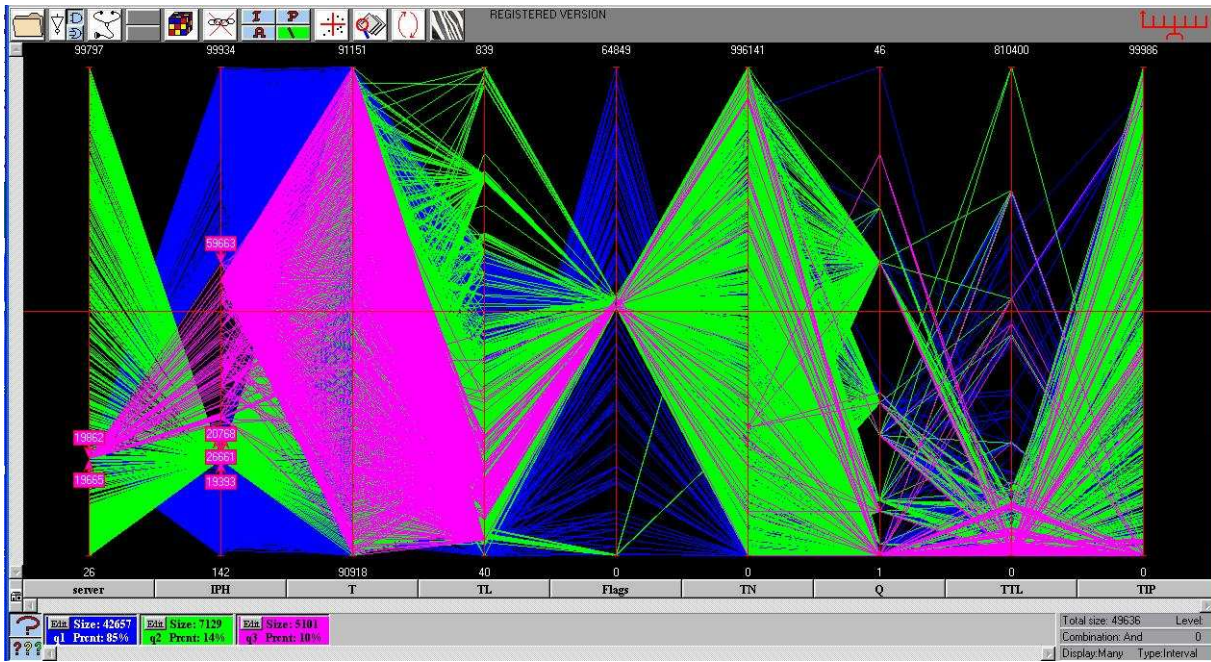 REGISTERED VERSION
I P
A
99797 99934 91151 839 64843 996141 46 810400 99986
59663
19862
20768
26661
19665
19393
26 142 90918 40 0 0 1 0 0
server IPH T TL Flags TN Q TTL TIP
Edit Size: 42657
q1 Prcnt: 85%
Edit Size: 7129
q2 Prcnt: 14%
Edit Size: 5101
q3 Prcnt: 10%
?
???
Total size: 49636 Level:
Combination: And 0
Display:Many Type:Interval